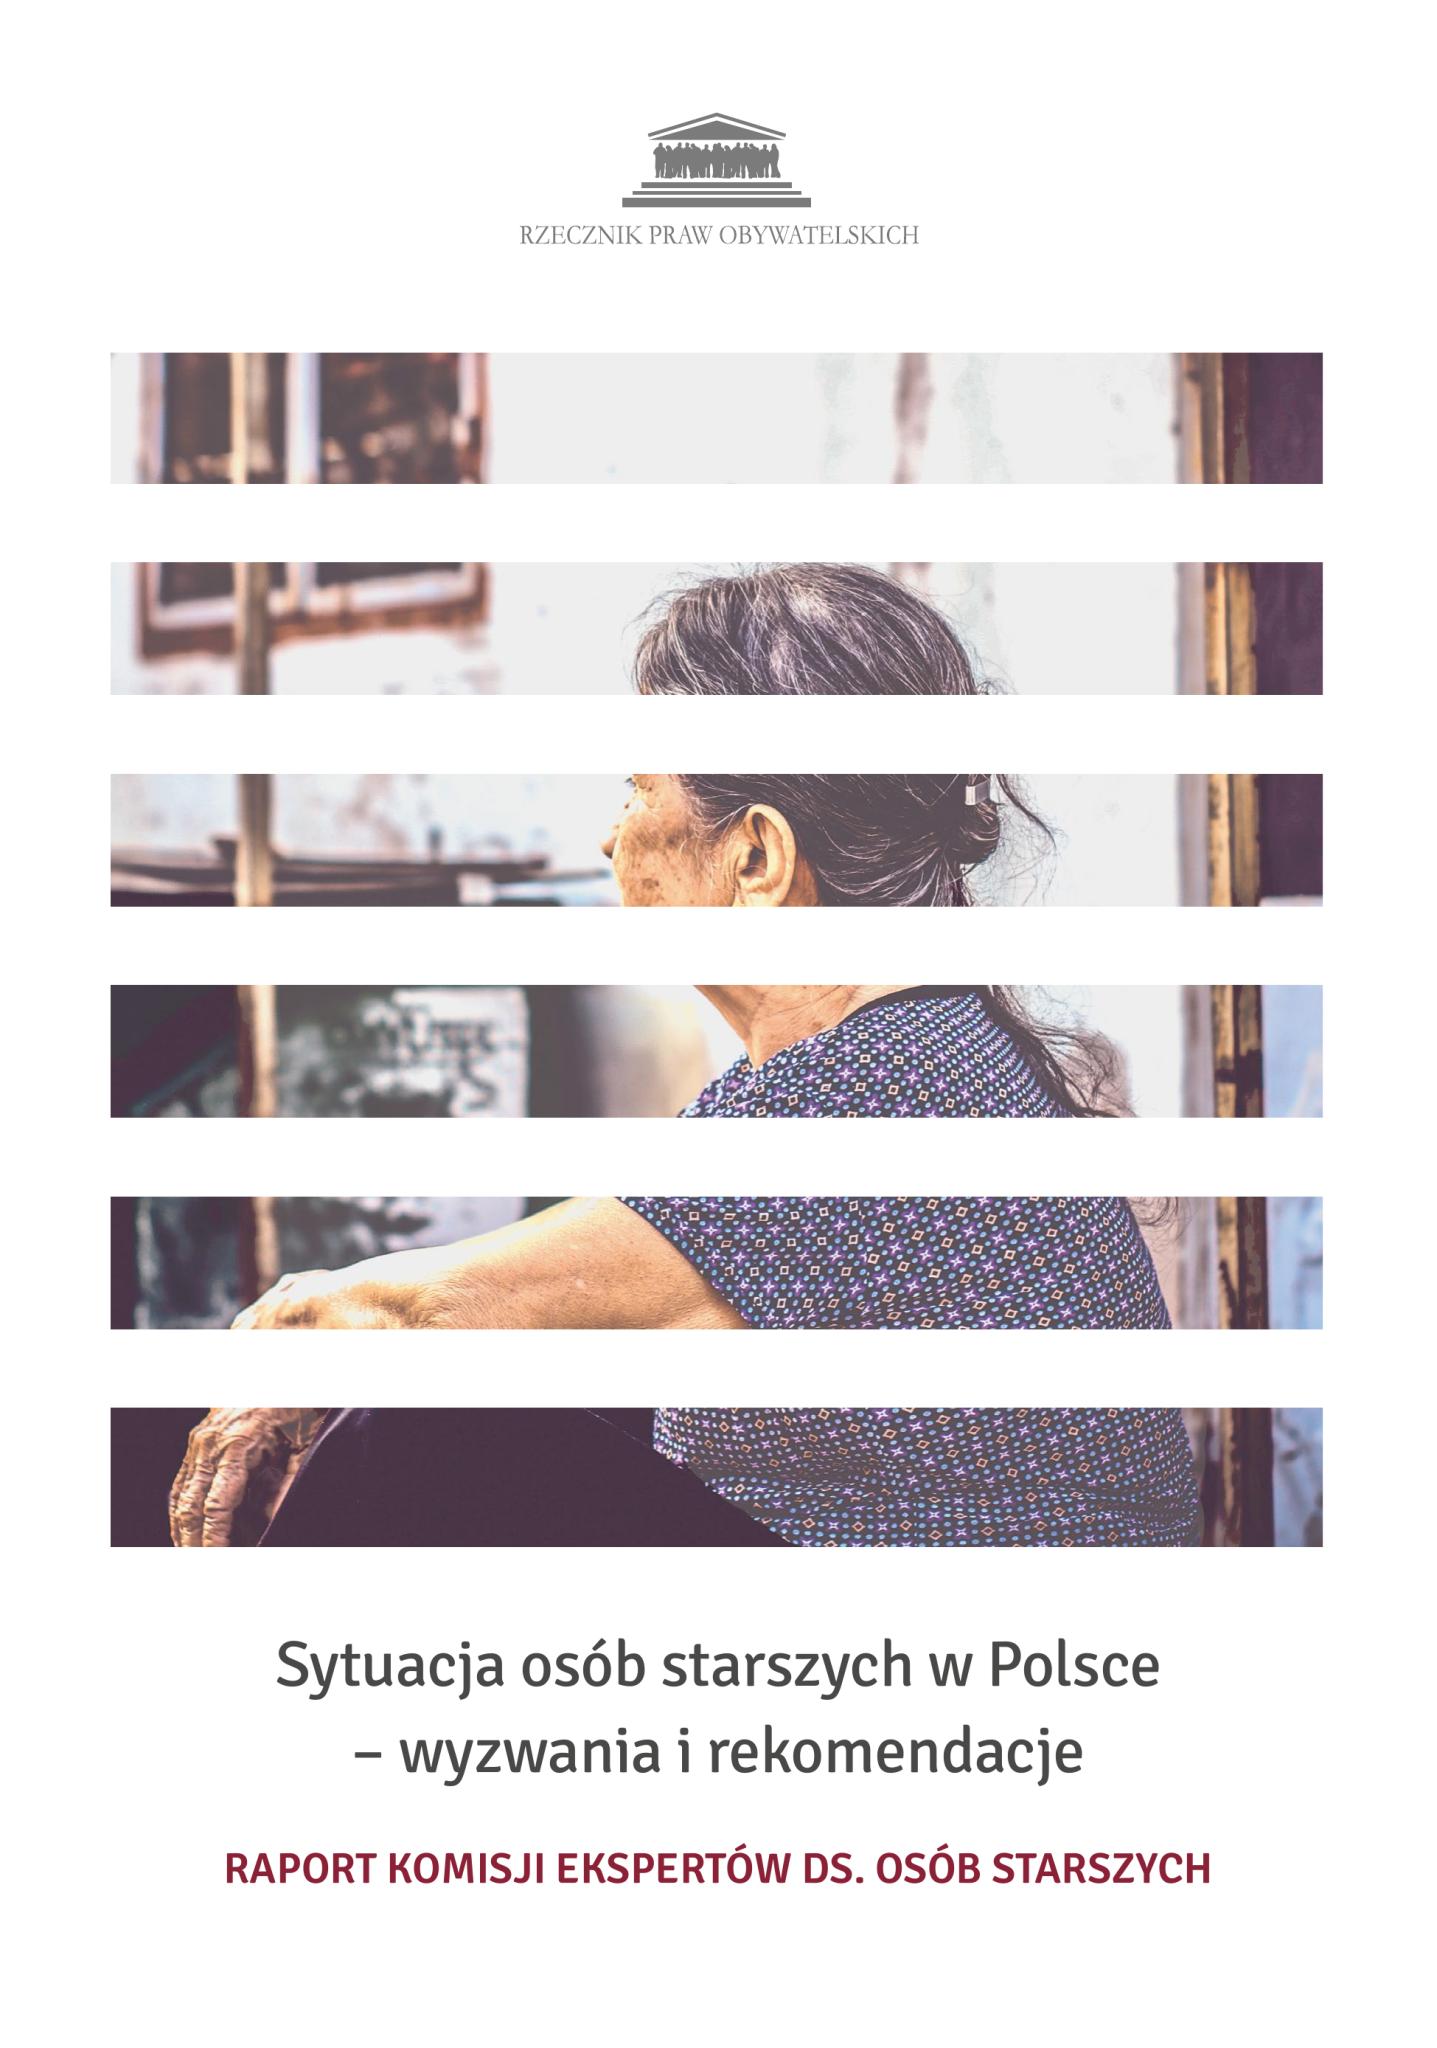 RZECZNIK PRAW OBYWATELSKICH
Sytuacja osób starszych w Polsce
– wyzwania i rekomendacje
RAPORT KOMISJI EKSPERTÓW DS. OSÓB STARSZYCH